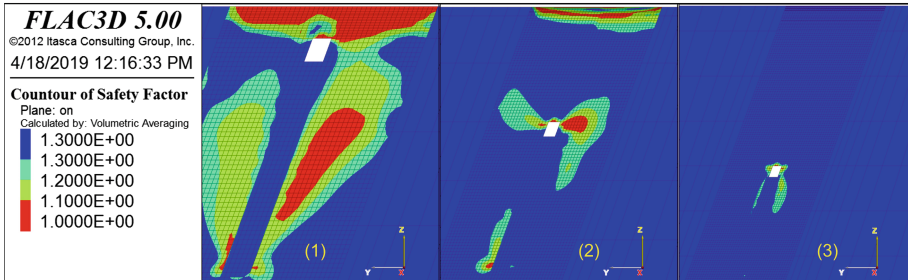 FLAC3D 5.00
©2012 Itasca Consulting Group, Inc.
4/18/2019 12:16:33 PM
Countour of Safety Factor
Plane: on
Calculated by: Volumetric Averaging
1.3000E+00
1.3000E+00
1.2000E+00
1.1000E+00
1.0000E+00
(1)
Z
Y
X
(2)
Z
Y
X
(3)
Z
Y
X